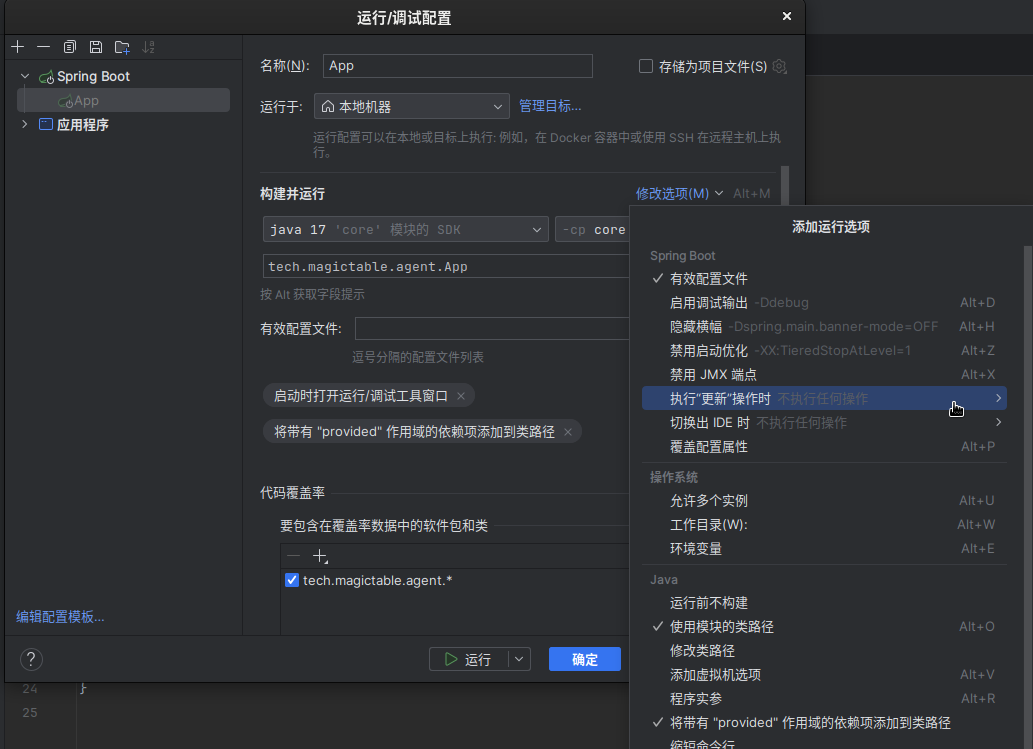 运行/调试配置
Spring Boot
App
应用程序
编辑配置模板...
名称(N):
App
存储为项目文件(S)
运行于:
本地机器
管理目标...
运行配置可以在本地或目标上执行: 例如，在 Docker 容器中或使用 SSH 在远程主机上执
行。
构建并运行
修改选项(M)
Alt+M
java 17 'core' 模块的 SDK
-cp core
tech.magictable.agent.App
按 Alt 获取字段提示
有效配置文件:
逗号分隔的配置文件列表
启动时打开运行/调试工具窗口 ×
将带有 "provided" 作用域的依赖项添加到类路径 ×
代码覆盖率
要包含在覆盖率数据中的软件包和类
tech.magictable.agent.*
?
运行
确定
24
}
25
添加运行选项
Spring Boot
有效配置文件
启用调试输出 -Ddebug Alt+D
隐藏横幅 -Dspring.main.banner-mode=OFF Alt+H
禁用启动优化 -XX:TieredStopAtLevel=1 Alt+Z
禁用 JMX 端点 Alt+X
执行"更新"操作时 不执行任何操作
切换出 IDE 时 不执行任何操作
覆盖配置属性 Alt+P
操作系统
允许多个实例 Alt+U
工作目录(W): Alt+W
环境变量 Alt+E
Java
运行前不构建
使用模块的类路径 Alt+O
修改类路径
添加虚拟机选项 Alt+V
程序实参 Alt+R
将带有 "provided" 作用域的依赖项添加到类路径
缩短命令行